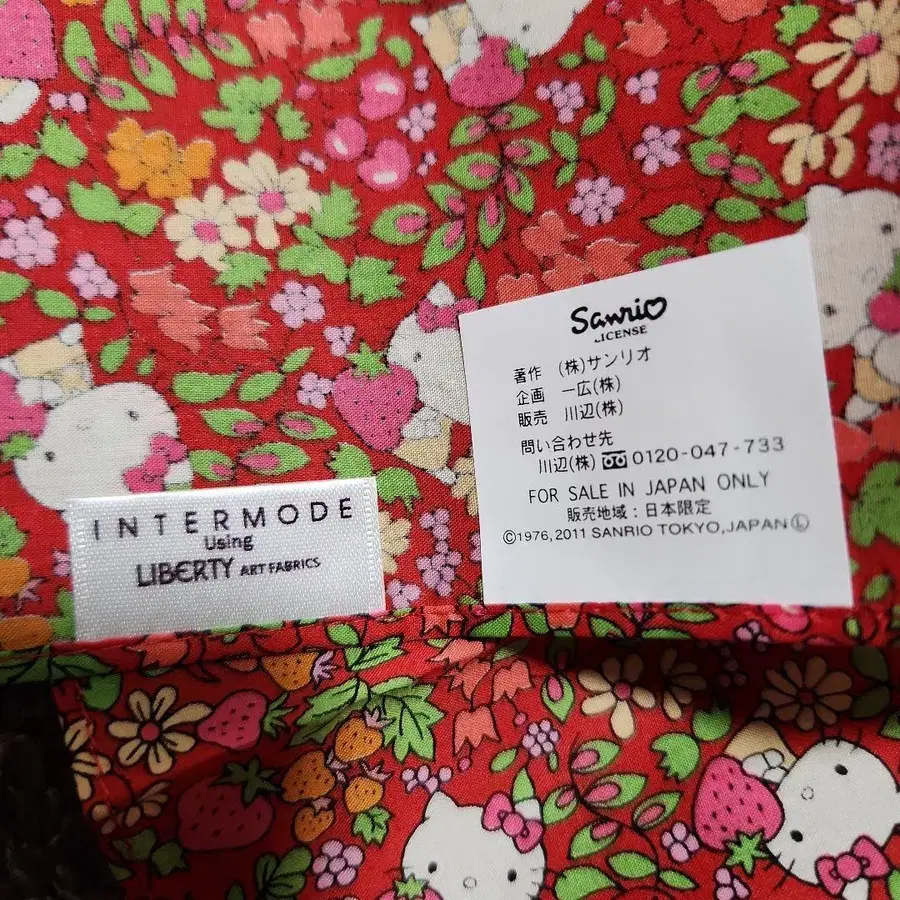 INTERMODE
Using
LIBERTY ART FABRICS
Sanrio
LICENSE
著作 (株)サンリオ
企画 一広(株)
販売 川辺(株)
問い合わせ先
川辺(株) 0120-047-733
FOR SALE IN JAPAN ONLY
販売地域：日本限定
©1976, 2011 SANRIO TOKYO, JAPAN Ⓛ